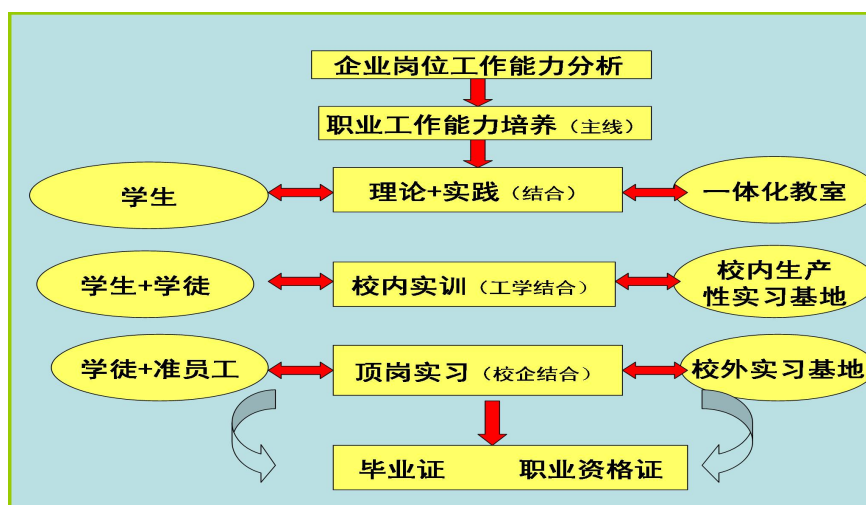 企业岗位工作能力分析
职业工作能力培养（主线）
学生
理论+实践（结合）
一体化教室
学生+学徒
校内实训（工学结合）
校内生产
性实习基地
学徒+准员工
顶岗实习（校企结合）
校外实习基地
毕业证 职业资格证